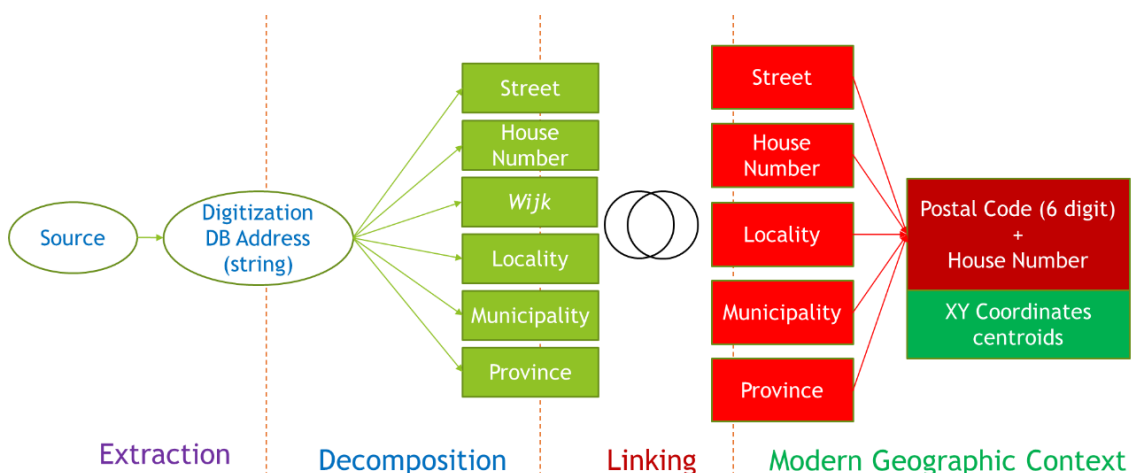 Source
Digitization
DB Address
(string)
Street
House
Number
Wijk
Locality
Municipality
Province
Street
House
Number
Locality
Municipality
Province
Postal Code (6 digit)
+
House Number
XY Coordinates
centroids
Extraction
Decomposition
Linking
Modern Geographic Context